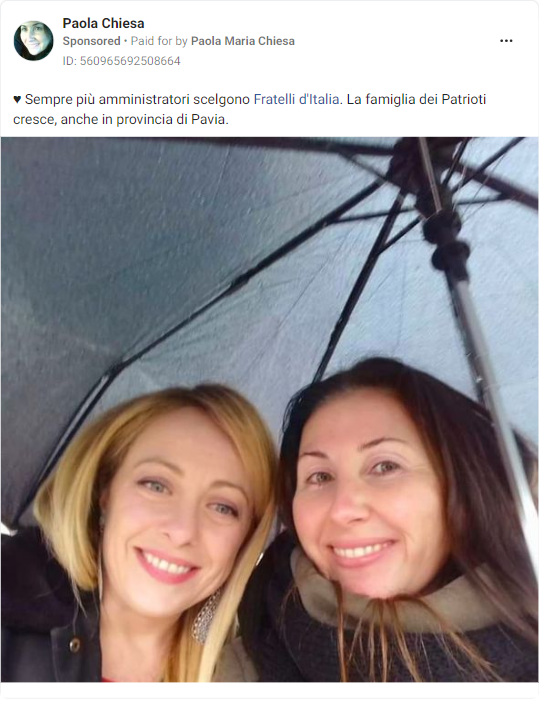 Paola Chiesa
Sponsored • Paid for by Paola Maria Chiesa
ID: 560965692508664
♥ Sempre più amministratori scelgono Fratelli d'Italia. La famiglia dei Patrioti
cresce, anche in provincia di Pavia.